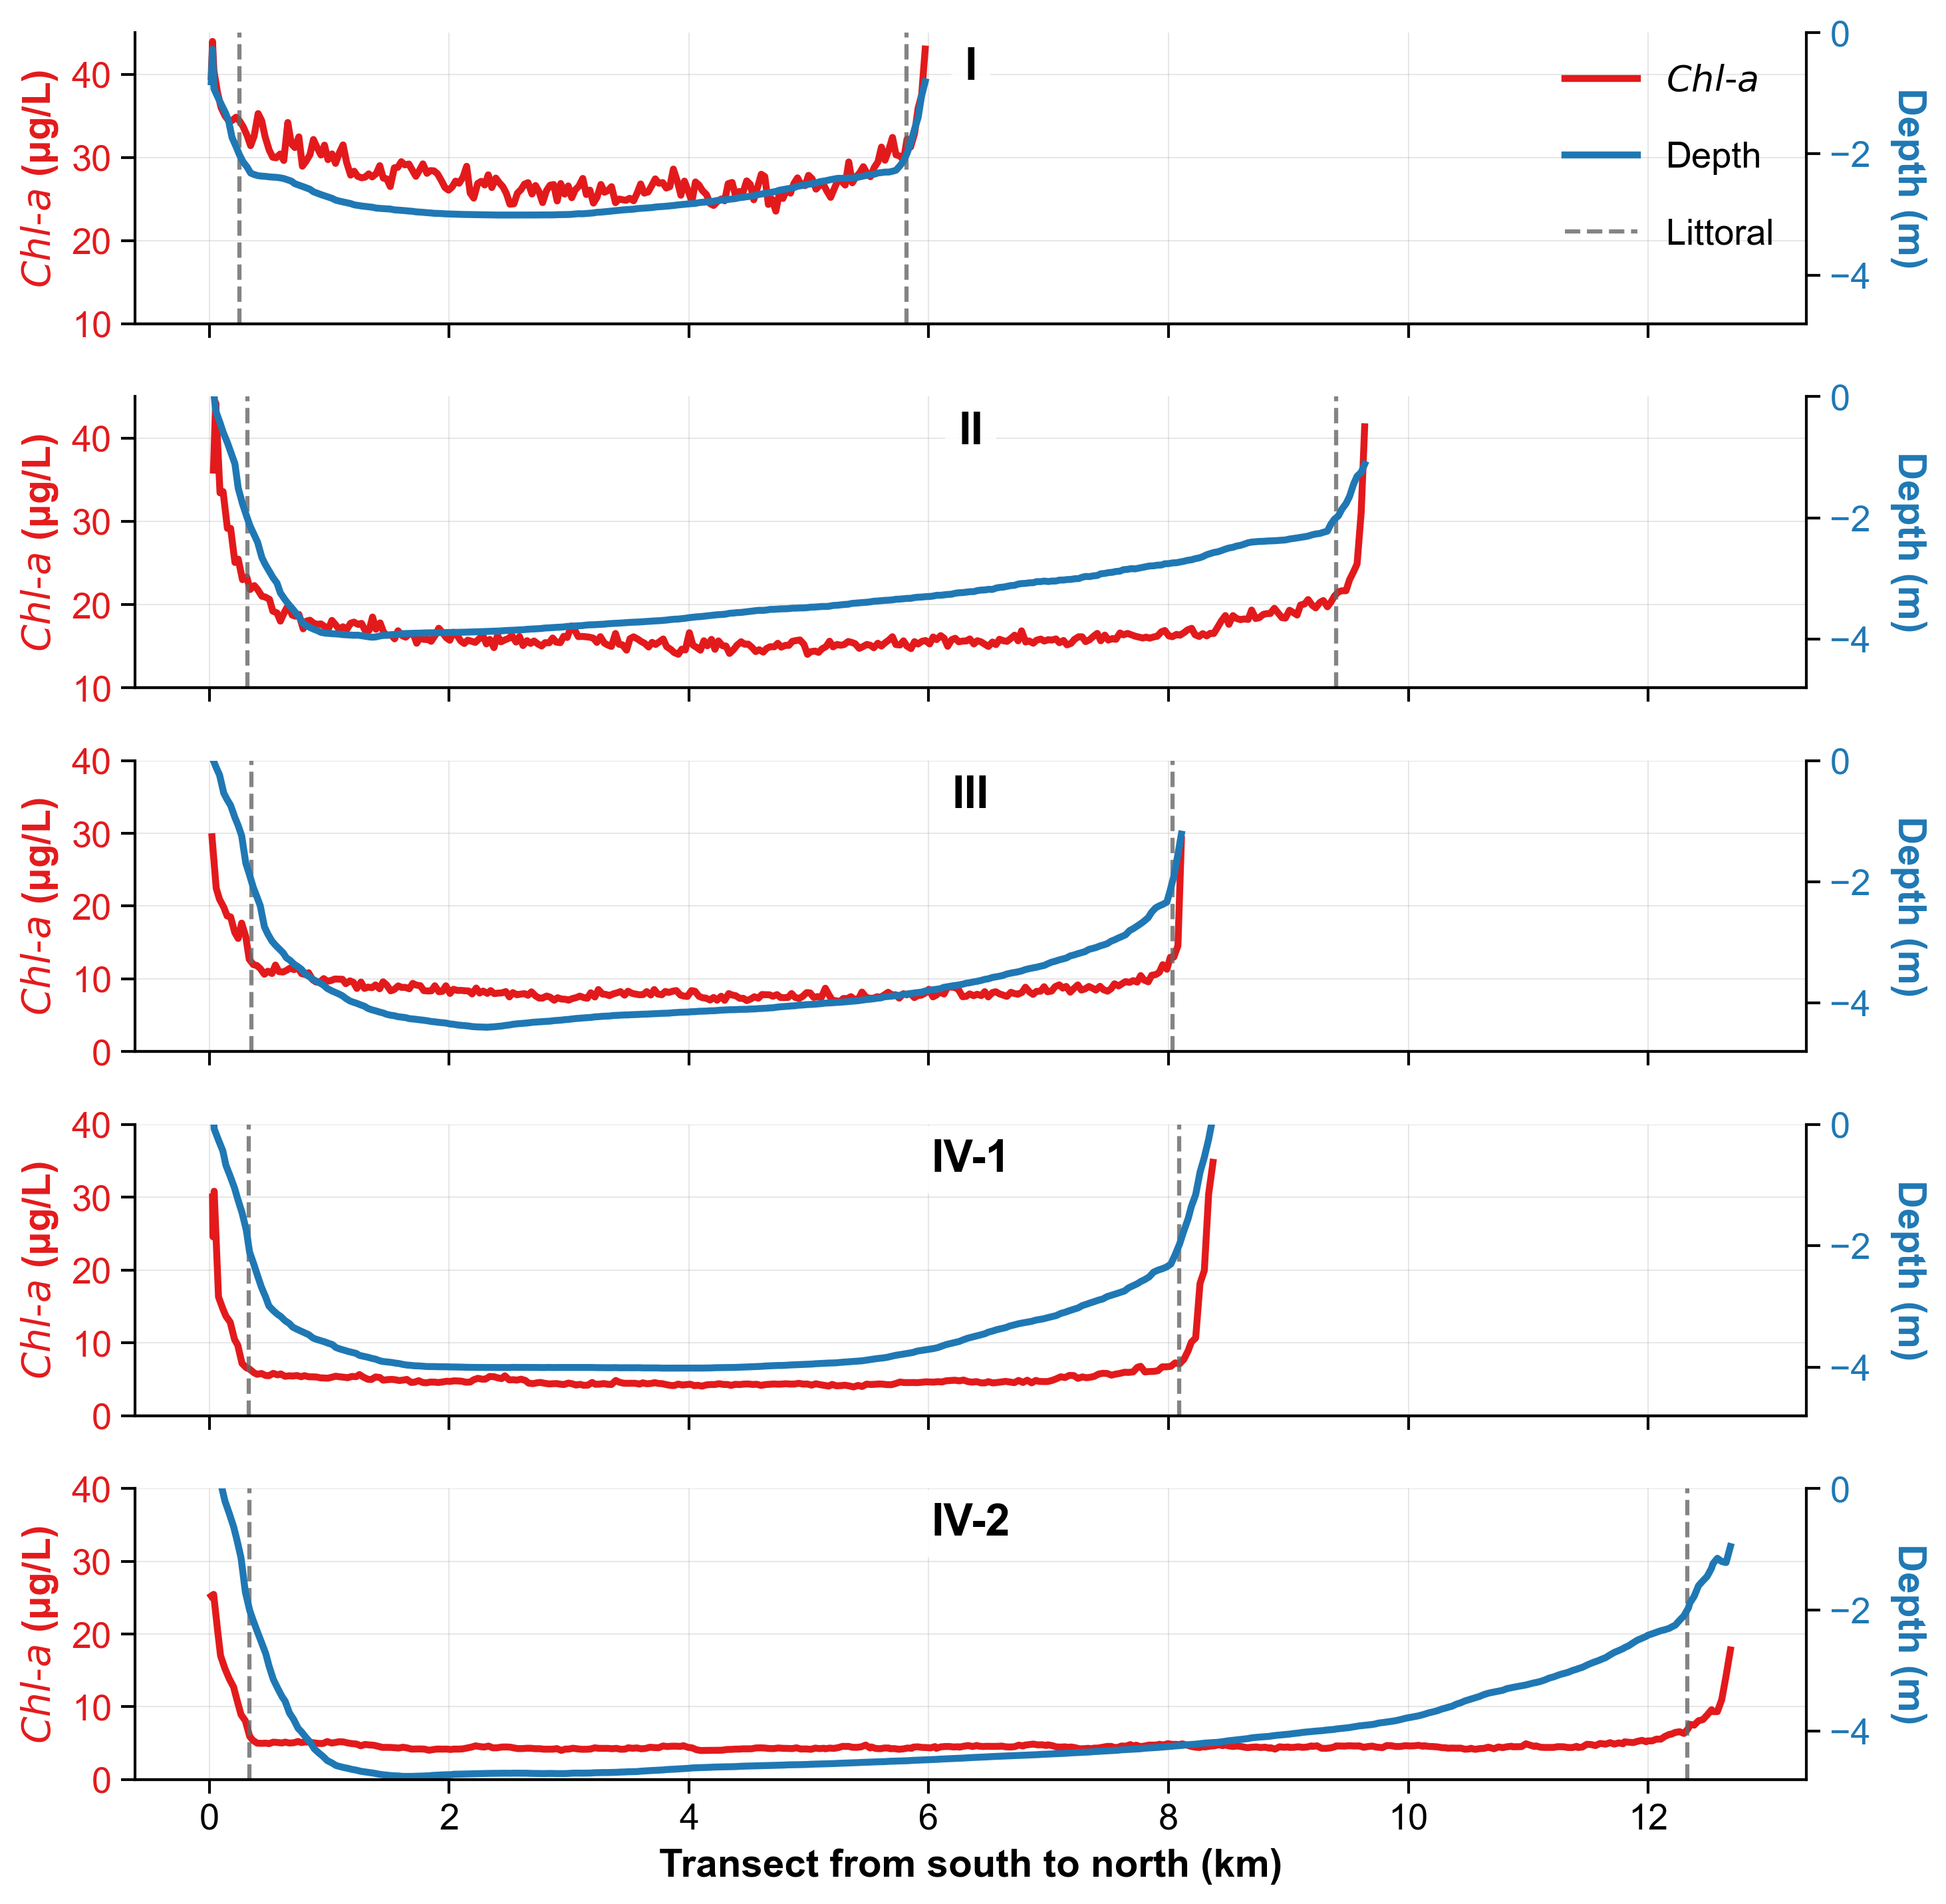 I
Chl-a (µg/L)
40
30
20
10
0
−2
−4
Depth (m)
Chl-a
Depth
Littoral
II
Chl-a (µg/L)
40
30
20
10
0
−2
−4
Depth (m)
III
Chl-a (µg/L)
40
30
20
10
0
0
−2
−4
Depth (m)
IV-1
Chl-a (µg/L)
40
30
20
10
0
0
−2
−4
Depth (m)
IV-2
Chl-a (µg/L)
40
30
20
10
0
0
−2
−4
Depth (m)
0 2 4 6 8 10 12
Transect from south to north (km)